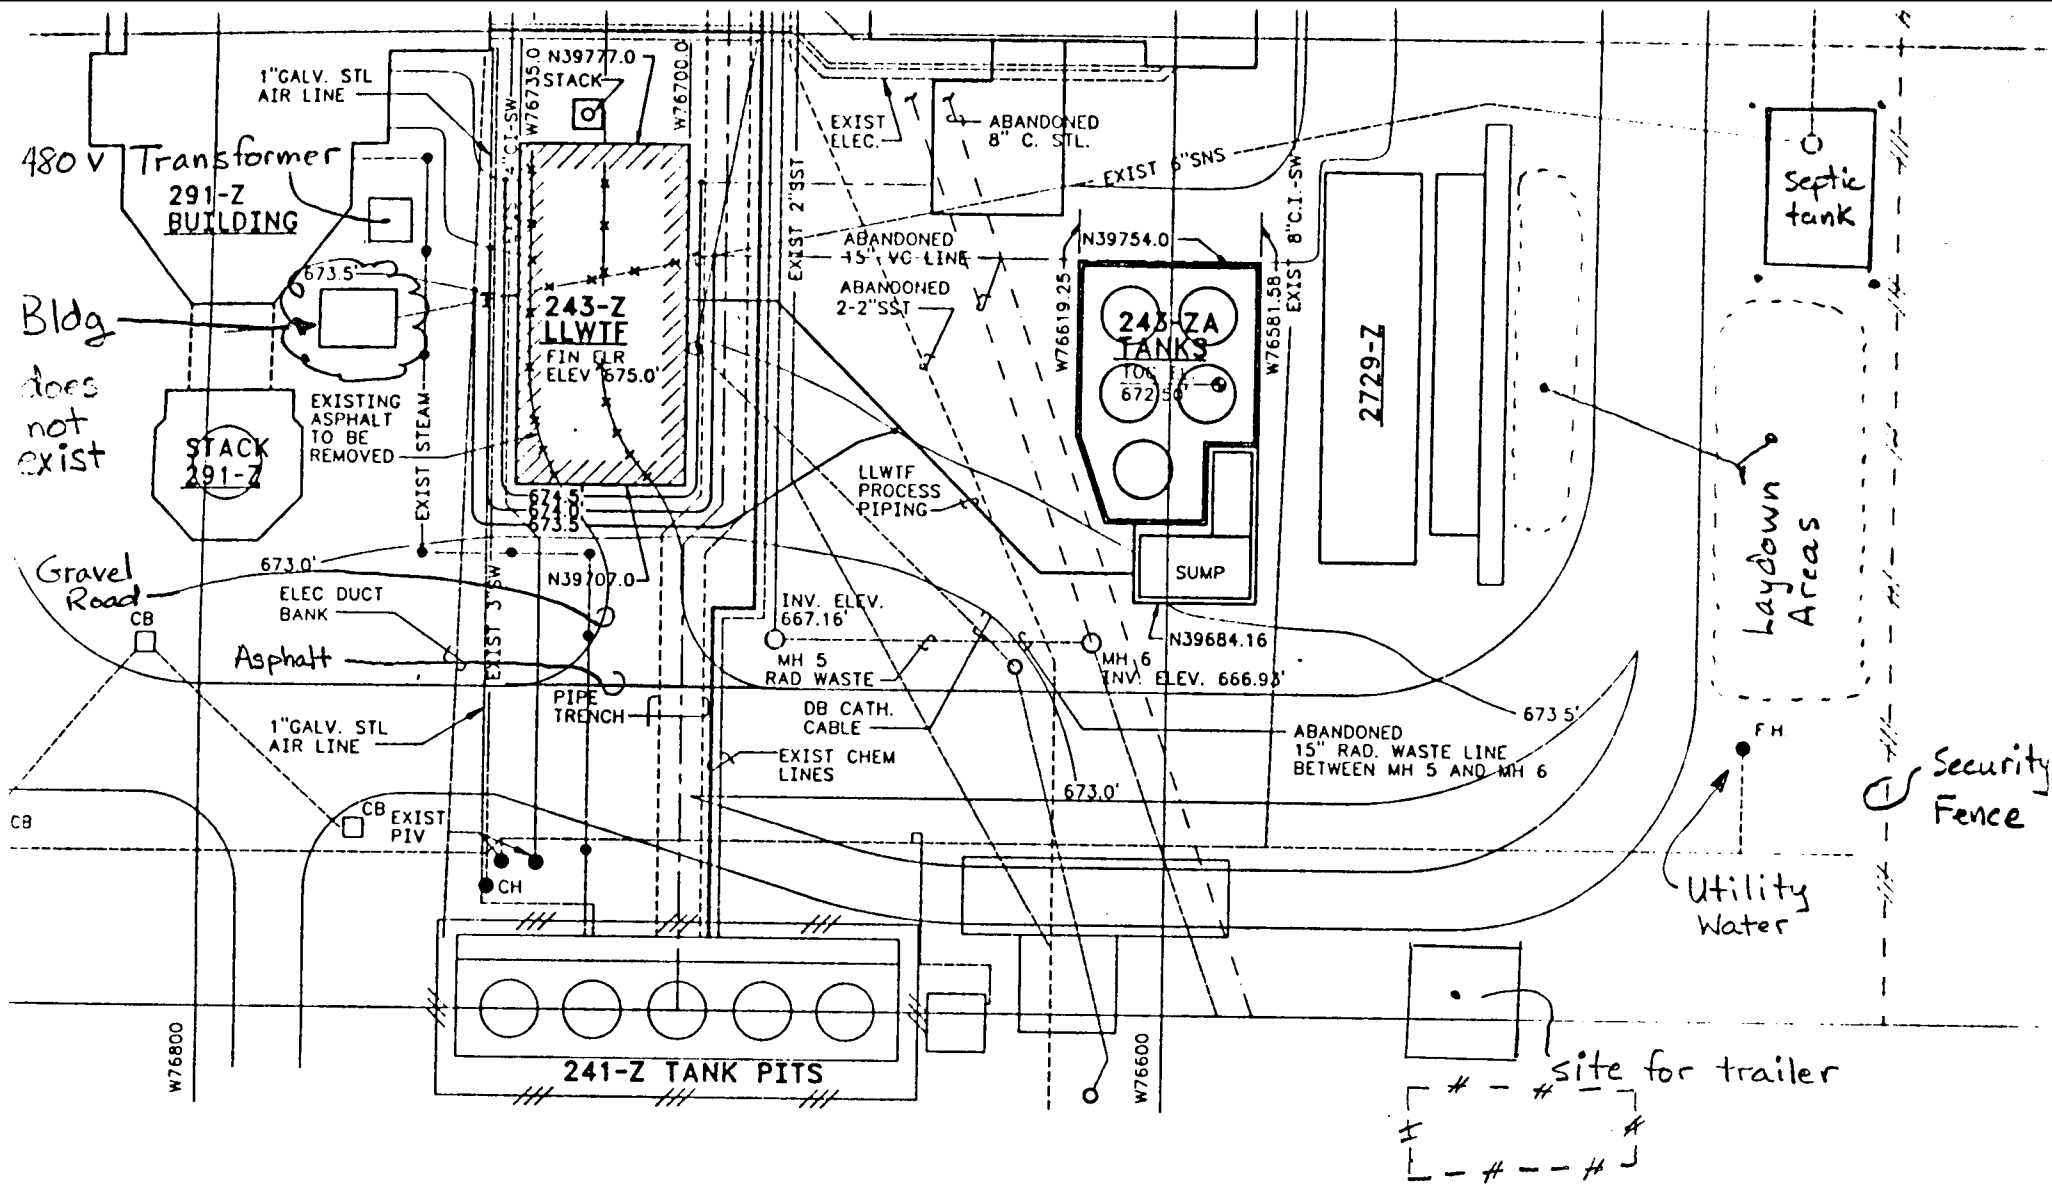 1"GALV. STL
AIR LINE
480 V Transformer
291-Z
BUILDING
673.5'
Bldg
does
not
exist
STACK
291-Z
EXISTING
ASPHALT
TO BE
REMOVED
EXIST STEAM
W76735.0
N39777.0
STACK
W76700.0
243-Z
LLWTF
FIN FLR
ELEV 675.0'
674.5
674.0
673.5
N39707.0
EXIST 2"SST
EXIST
ELEC.
ABANDONED
8" C. STL.
EXIST 6"SNS
ABANDONED
15" VC LINE
ABANDONED
2-2"SST
N39754.0
W76619.25
W76581.58
EXIST 8"C.I.-SW
243-ZA
TANKS
672.50'
2729-Z
Septic
tank
LLWTF
PROCESS
PIPING
SUMP
N39684.16
Laydown
Areas
Gravel
Road
673.0'
CB
ELEC DUCT
BANK
EXIST 3" SW
Asphalt
INV. ELEV.
667.16'
MH 5
RAD WASTE
MH 6
INV. ELEV. 666.93'
PIPE
TRENCH
DB CATH.
CABLE
1"GALV. STL
AIR LINE
EXIST CHEM
LINES
673.5'
ABANDONED
15" RAD. WASTE LINE
BETWEEN MH 5 AND MH 6
673.0'
FH
Security
Fence
Utility
Water
CB
CB
EXIST
PIV
CH
W76800
241-Z TANK PITS
W76600
site for trailer